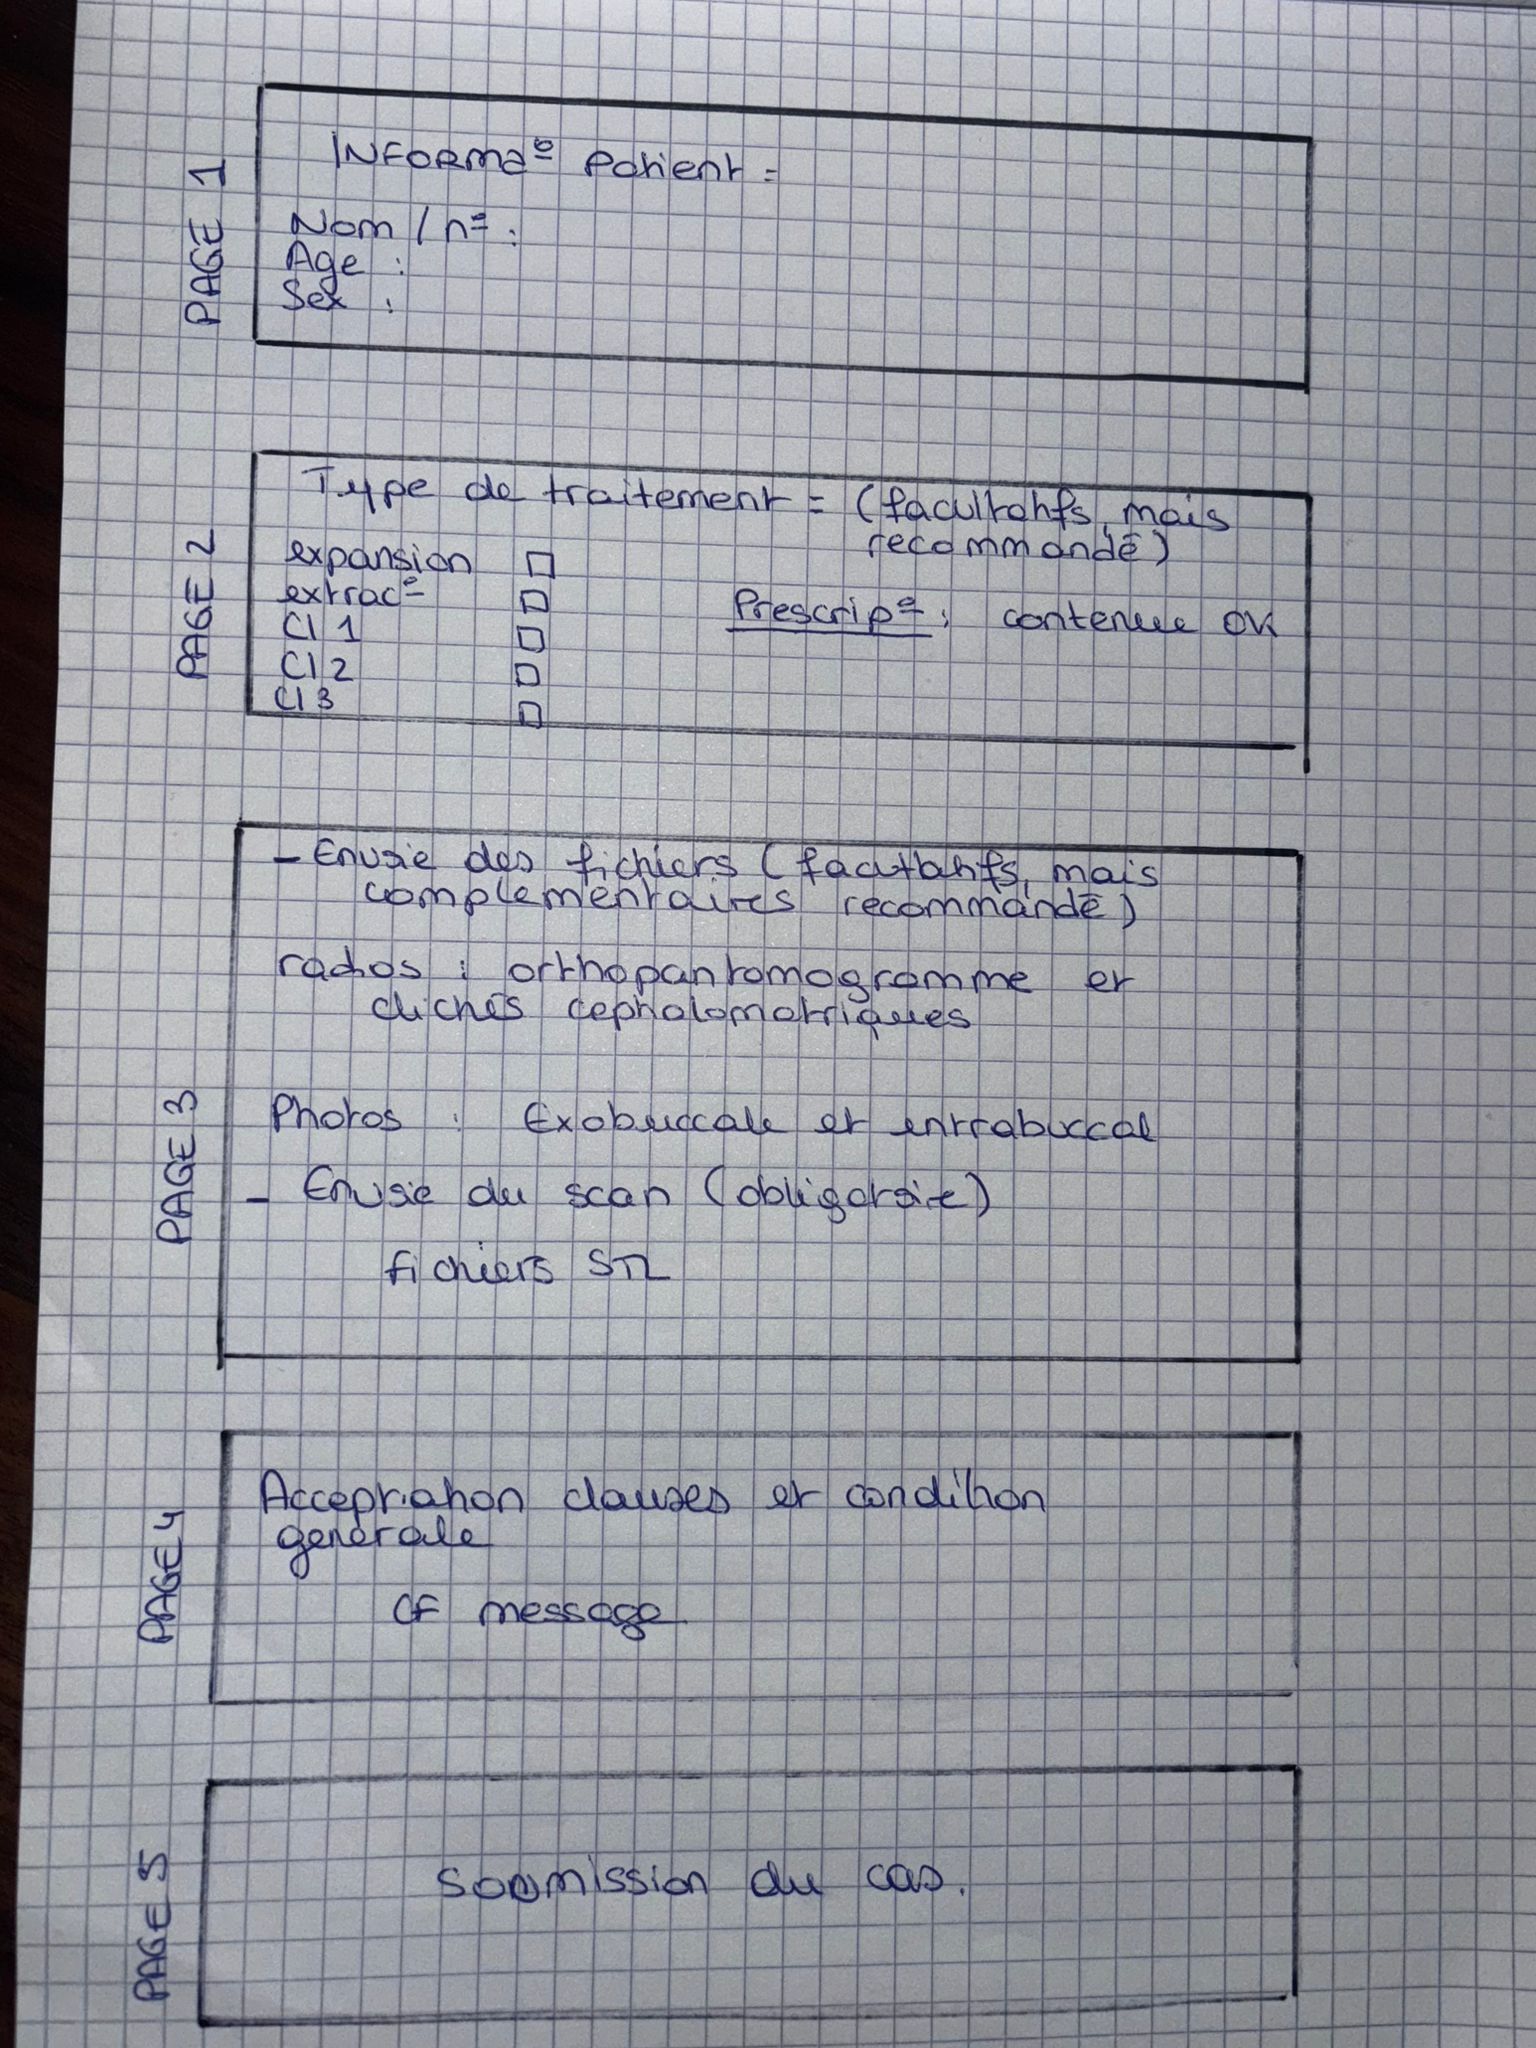 PAGE 1
INFORMA° Patient =
Nom / n° :
Age :
Sex :
PAGE 2
Type de traitement = (facultatifs, mais
recommandé)
expansion □
extrac° □
Prescrip° : contenue OK
Cl 1 □
Cl 2 □
Cl 3 □
PAGE 3
- Envoie des fichiers (facultatifs, mais
complementaires recommandé)
radios : orthopantomogramme et
clichés cephalometriques
Photos : Exobuccale et entrabuccal
- Envoie du scan (obligatoire)
fichiers STL
PAGE 4
Acceptation clauses et condition
generale
CF message
PAGE 5
Soumission du cas.